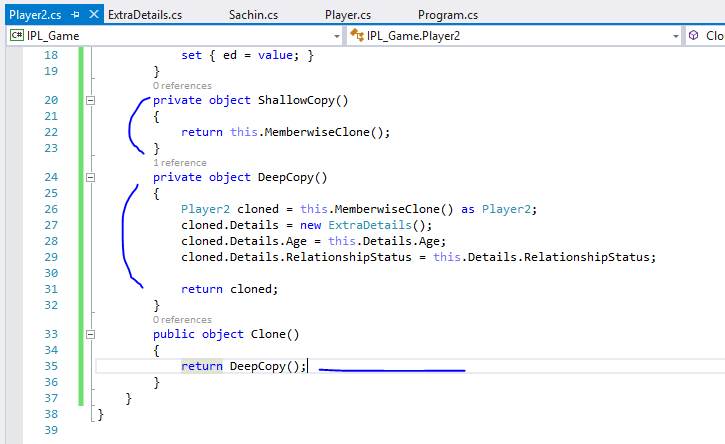 Player2.cs ExtraDetails.cs Sachin.cs Player.cs Program.cs
C# IPL_Game IPL_Game.Player2 Clo
18 set { ed = value; }
19 }
0 references
20 private object ShallowCopy()
21 {
22 return this.MemberwiseClone();
23 }
1 reference
24 private object DeepCopy()
25 {
26 Player2 cloned = this.MemberwiseClone() as Player2;
27 cloned.Details = new ExtraDetails();
28 cloned.Details.Age = this.Details.Age;
29 cloned.Details.RelationshipStatus = this.Details.RelationshipStatus;
30
31 return cloned;
32 }
0 references
33 public object Clone()
34 {
35 return DeepCopy();
36 }
37 }
38 }
39